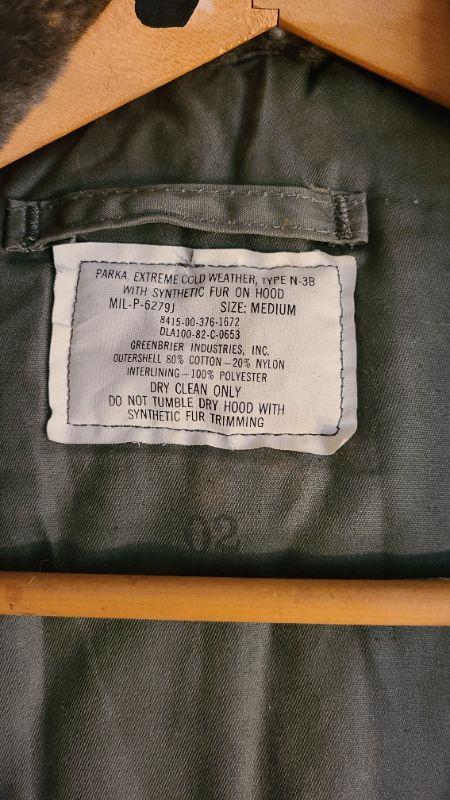 PARKA, EXTREME COLD WEATHER, TYPE N-3B
WITH SYNTHETIC FUR ON HOOD
MIL-P-6279J SIZE: MEDIUM
8415-00-376-1672
DLA100-82-C-0653
GREENBRIER INDUSTRIES, INC.
OUTERSHELL 80% COTTON-20% NYLON
INTERLINING-100% POLYESTER
DRY CLEAN ONLY
DO NOT TUMBLE DRY HOOD WITH
SYNTHETIC FUR TRIMMING
02